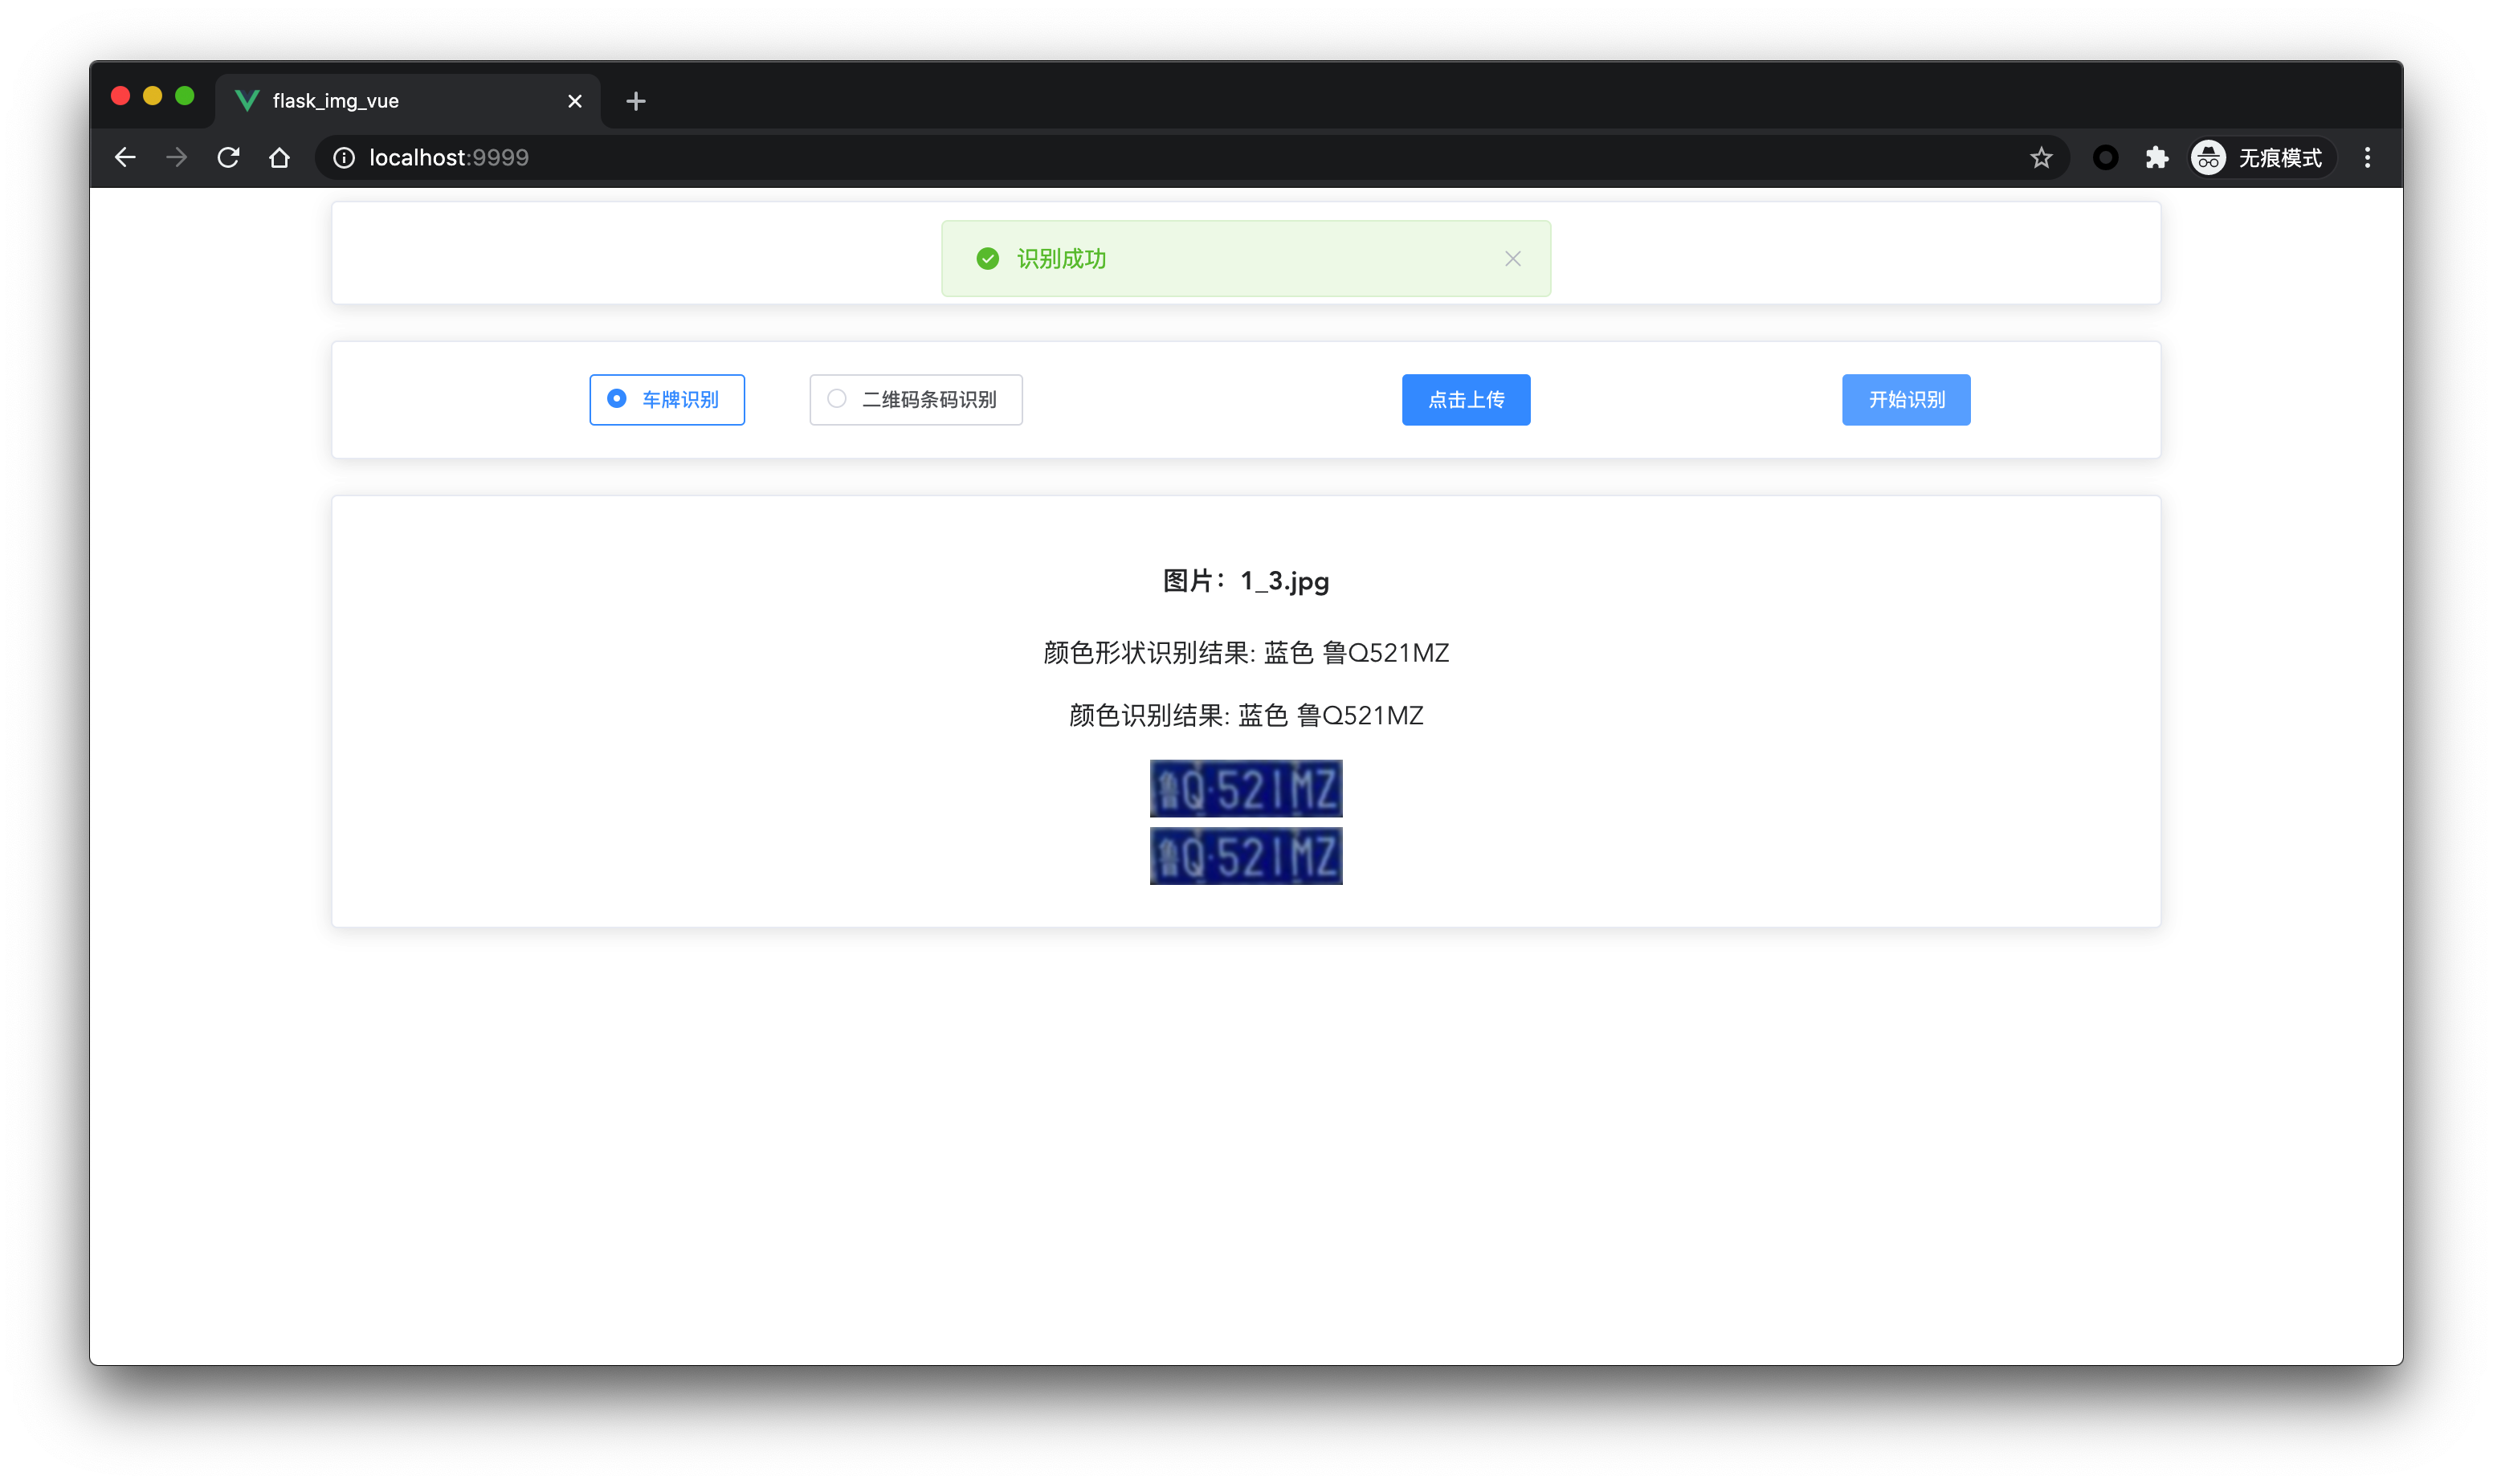 flask_img_vue
localhost:9999
无痕模式
识别成功
车牌识别
二维码条码识别
点击上传
开始识别
图片：1_3.jpg
颜色形状识别结果: 蓝色 鲁Q521MZ
颜色识别结果: 蓝色 鲁Q521MZ
鲁Q·521MZ
鲁Q·521MZ